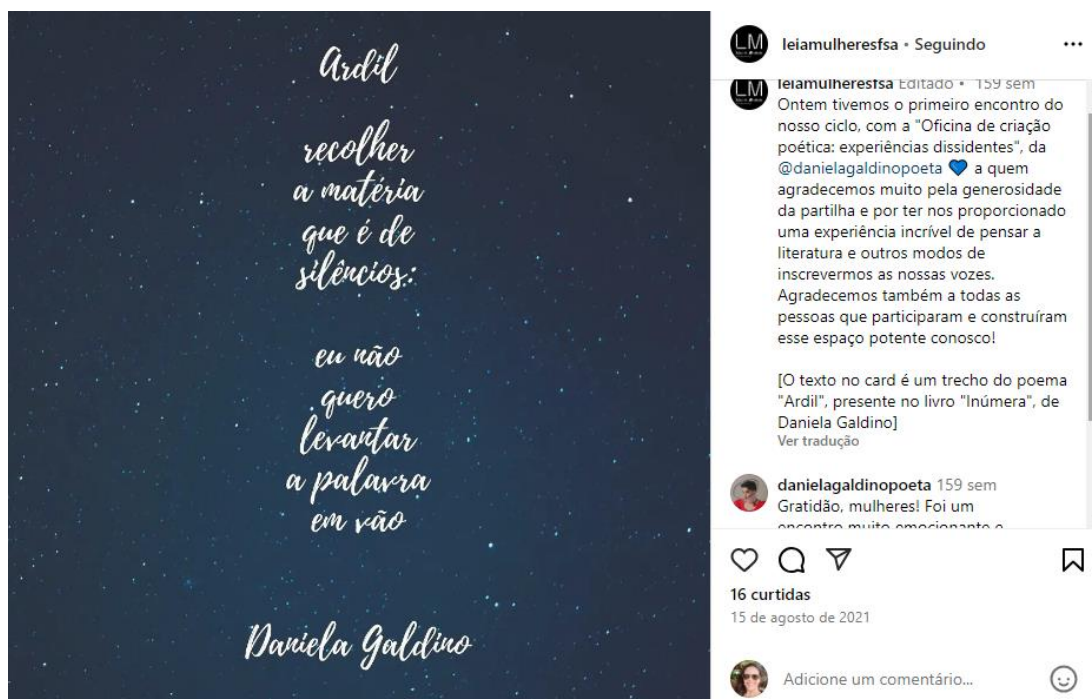 Ardil
recolher
a matéria
que é de
silêncios:
eu não
quero
levantar
a palavra
em vão
Daniela Galdino
LM
leiamulheresfsa • Seguindo
LM
leiamulheresfsa Editado • 159 sem
Ontem tivemos o primeiro encontro do
nosso ciclo, com a "Oficina de criação
poética: experiências dissidentes", da
@danielagaldinopoeta 💙 a quem
agradecemos muito pela generosidade
da partilha e por ter nos proporcionado
uma experiência incrível de pensar a
literatura e outros modos de
inscrevermos as nossas vozes.
Agradecemos também a todas as
pessoas que participaram e construíram
esse espaço potente conosco!
[O texto no card é um trecho do poema
"Ardil", presente no livro "Inúmera", de
Daniela Galdino]
Ver tradução
danielagaldinopoeta 159 sem
Gratidão, mulheres! Foi um
encontro muito emocionante e
16 curtidas
15 de agosto de 2021
Adicione um comentário...